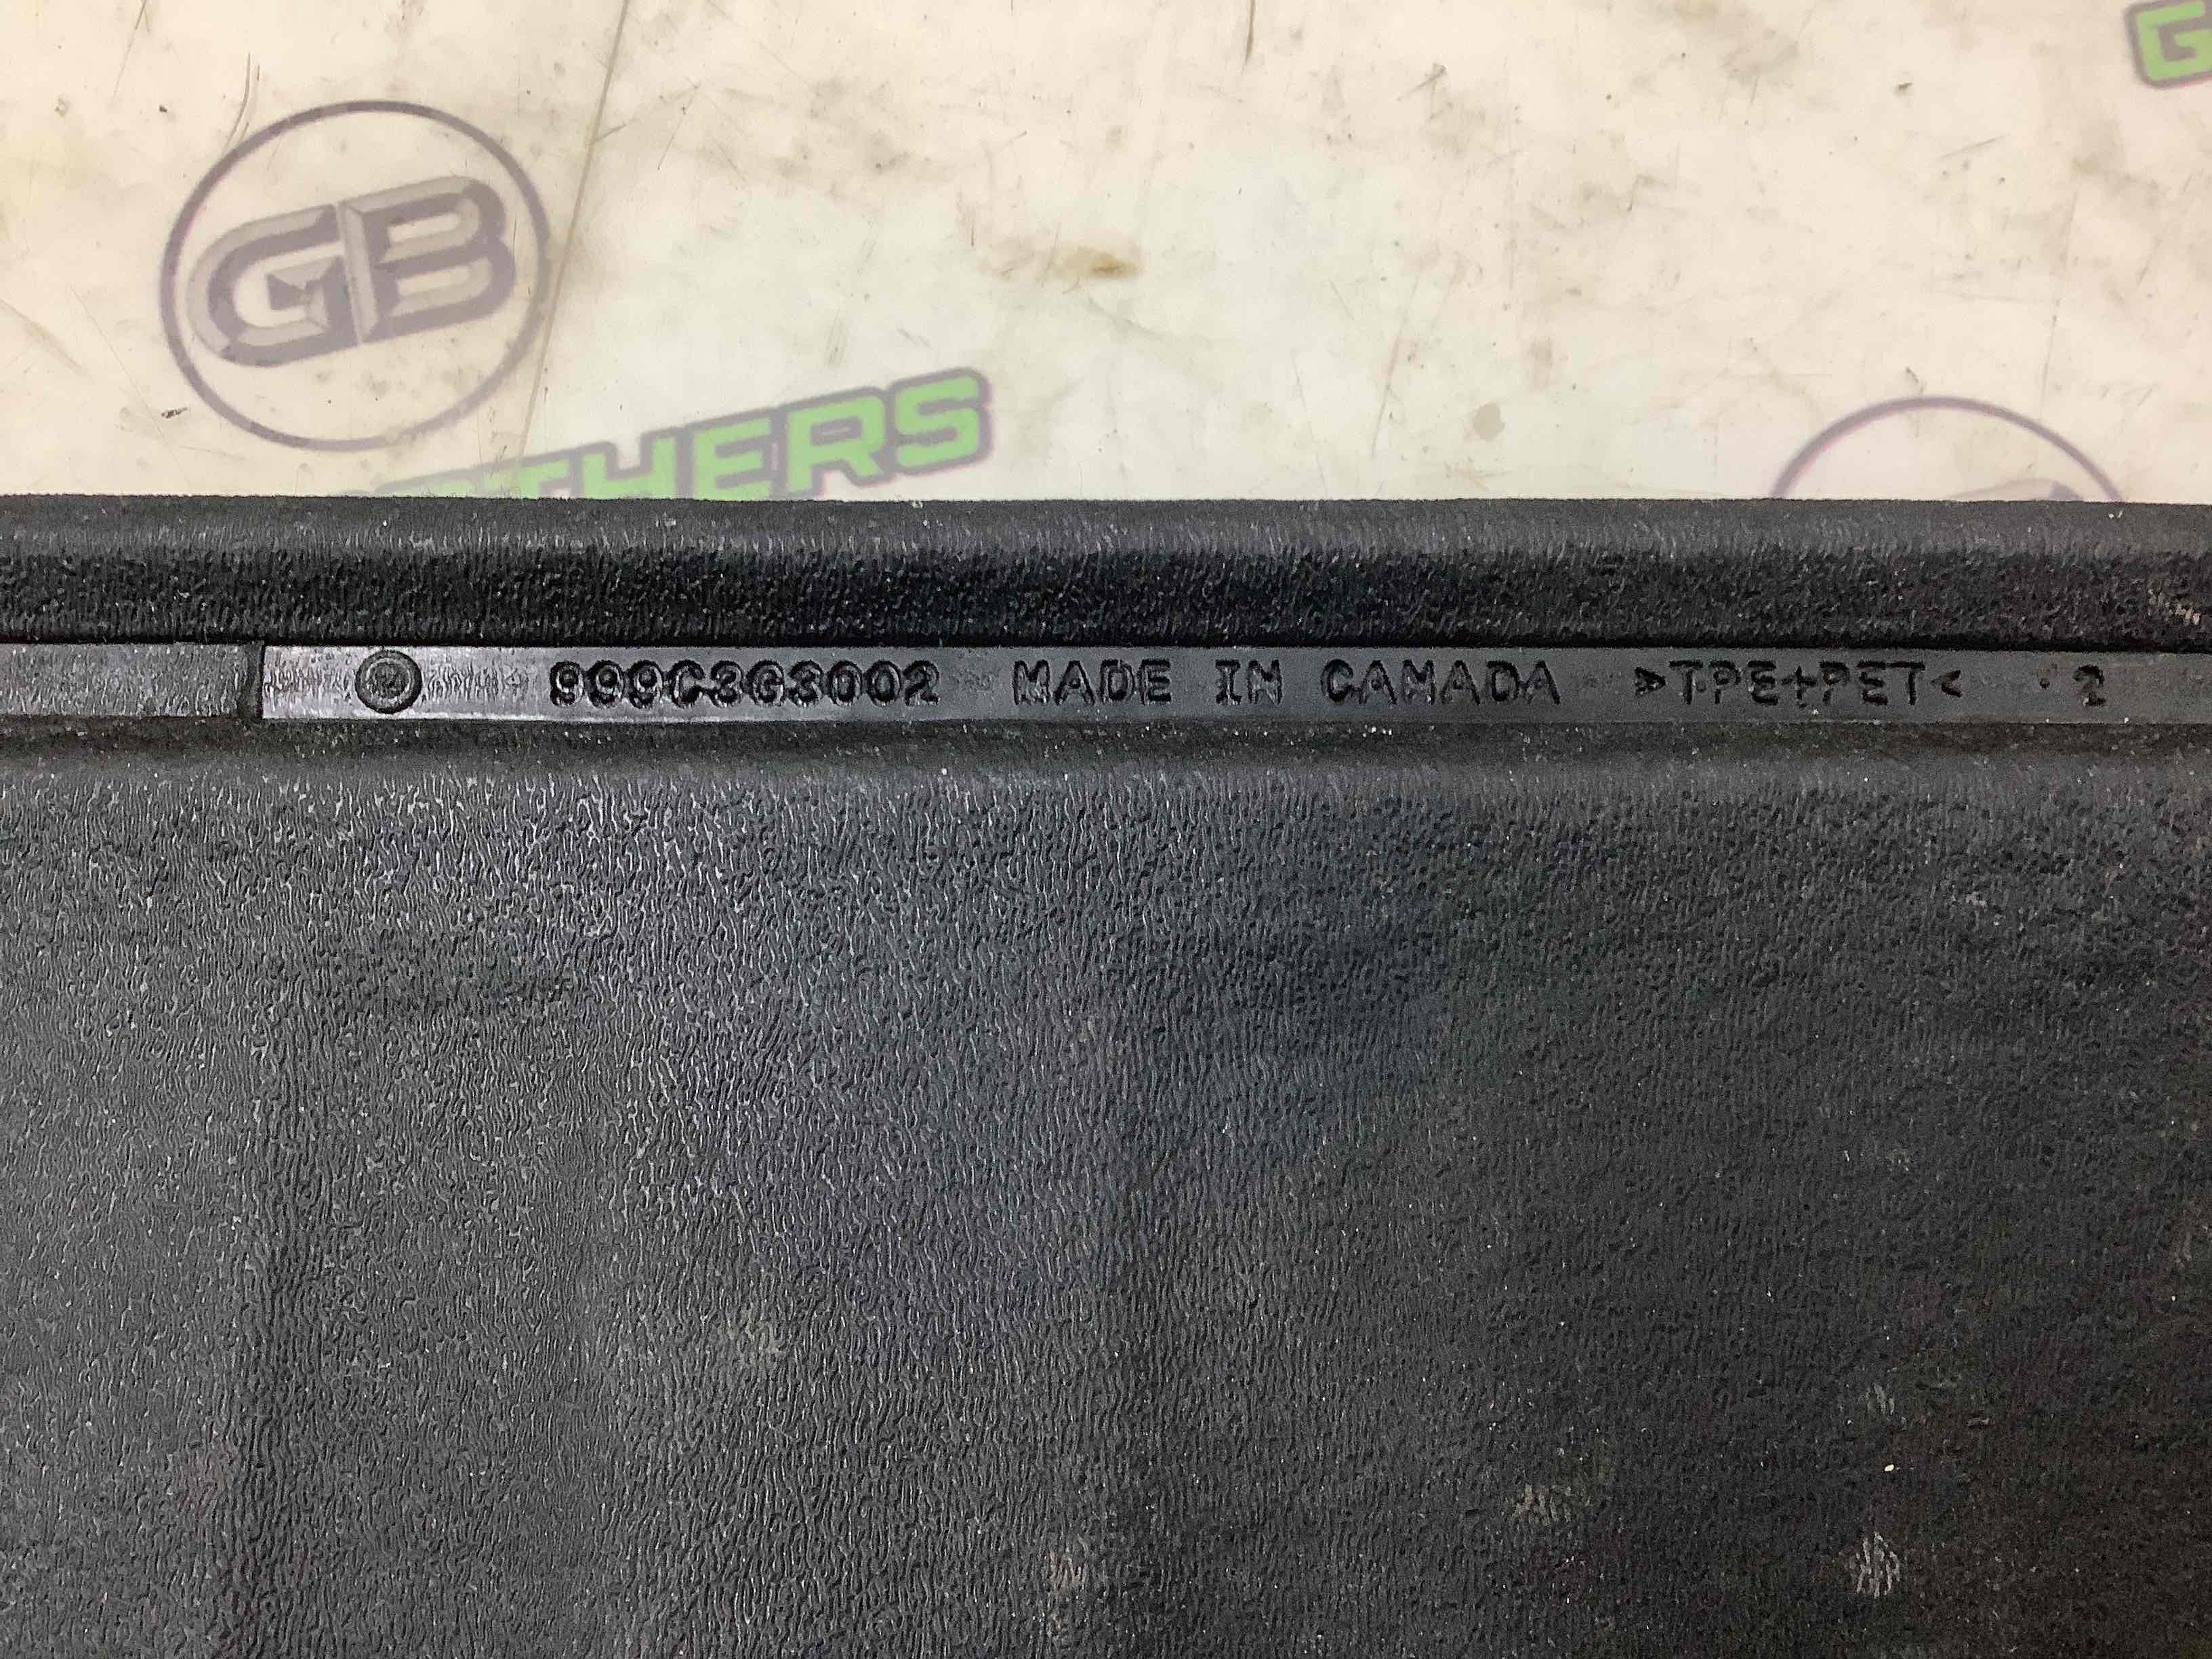 G
GB
THERS
999C3G3002 MADE IN CANADA >TPE+PET< 2